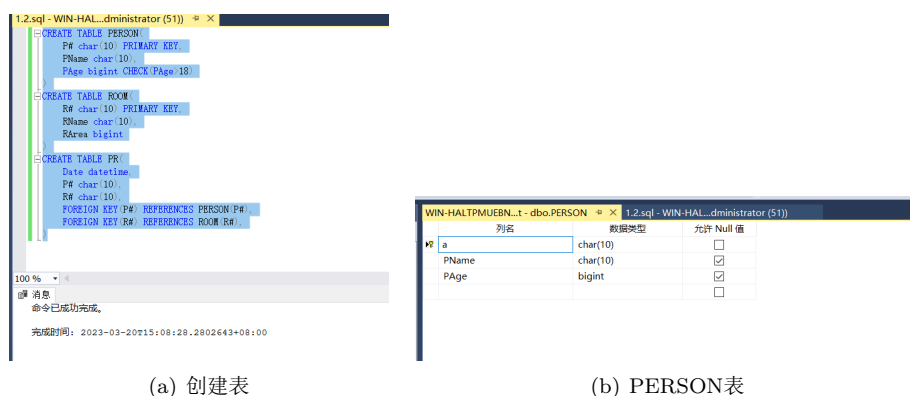 1.2.sql - WIN-HAL...dministrator (51))
CREATE TABLE PERSON(
P# char(10) PRIMARY KEY,
PName char(10),
PAge bigint CHECK(PAge>18)
)
CREATE TABLE ROOM(
R# char(10) PRIMARY KEY,
RName char(10),
RArea bigint
)
CREATE TABLE PR(
Date datetime,
P# char(10),
R# char(10),
FOREIGN KEY(P#) REFERENCES PERSON(P#),
FOREIGN KEY(R#) REFERENCES ROOM(R#),
)
100 %
消息
命令已成功完成。
完成时间: 2023-03-20T15:08:28.2802643+08:00
(a) 创建表
WIN-HALTPMUEBN...t - dbo.PERSON 1.2.sql - WIN-HAL...dministrator (51))
列名 数据类型 允许 Null 值
a char(10)
PName char(10)
PAge bigint
(b) PERSON表